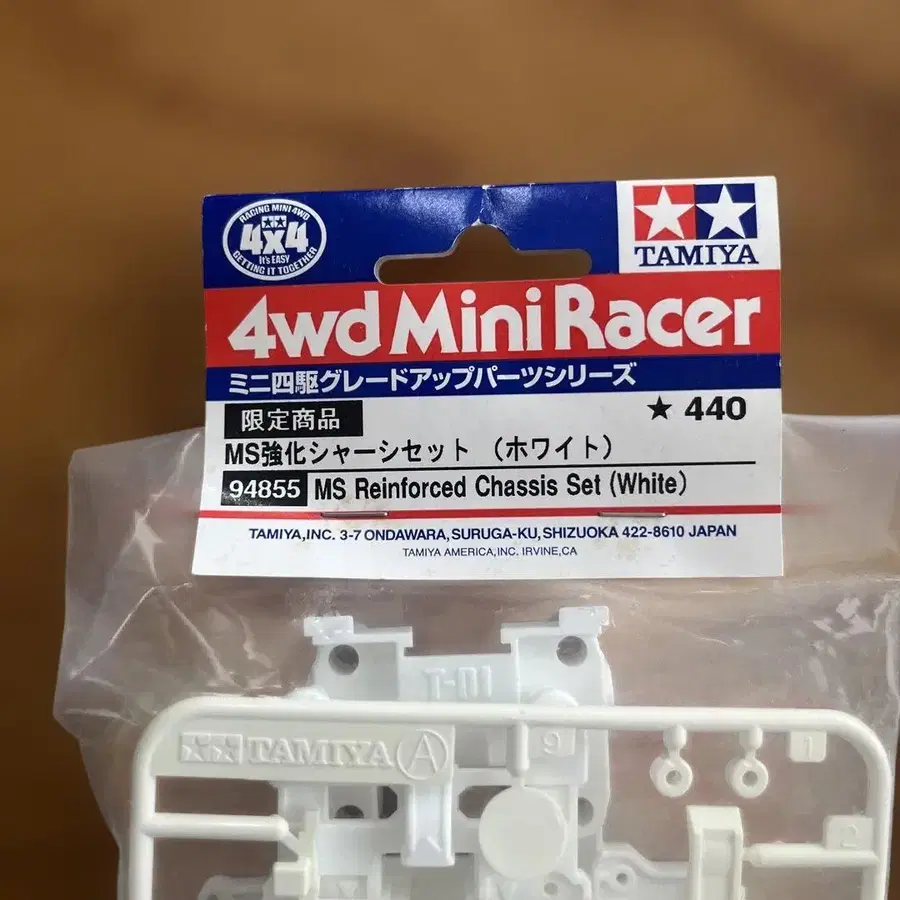 RACING MINI 4WD
4x4
It's EASY
GETTING IT TOGETHER
TAMIYA
4wd Mini Racer
ミニ四駆グレードアップパーツシリーズ
限定商品
★ 440
MS強化シャーシセット （ホワイト）
94855 MS Reinforced Chassis Set (White)
TAMIYA,INC. 3-7 ONDAWARA,SURUGA-KU,SHIZUOKA 422-8610 JAPAN
TAMIYA AMERICA,INC. IRVINE,CA
T-01
TAMIYA A
9
1
2